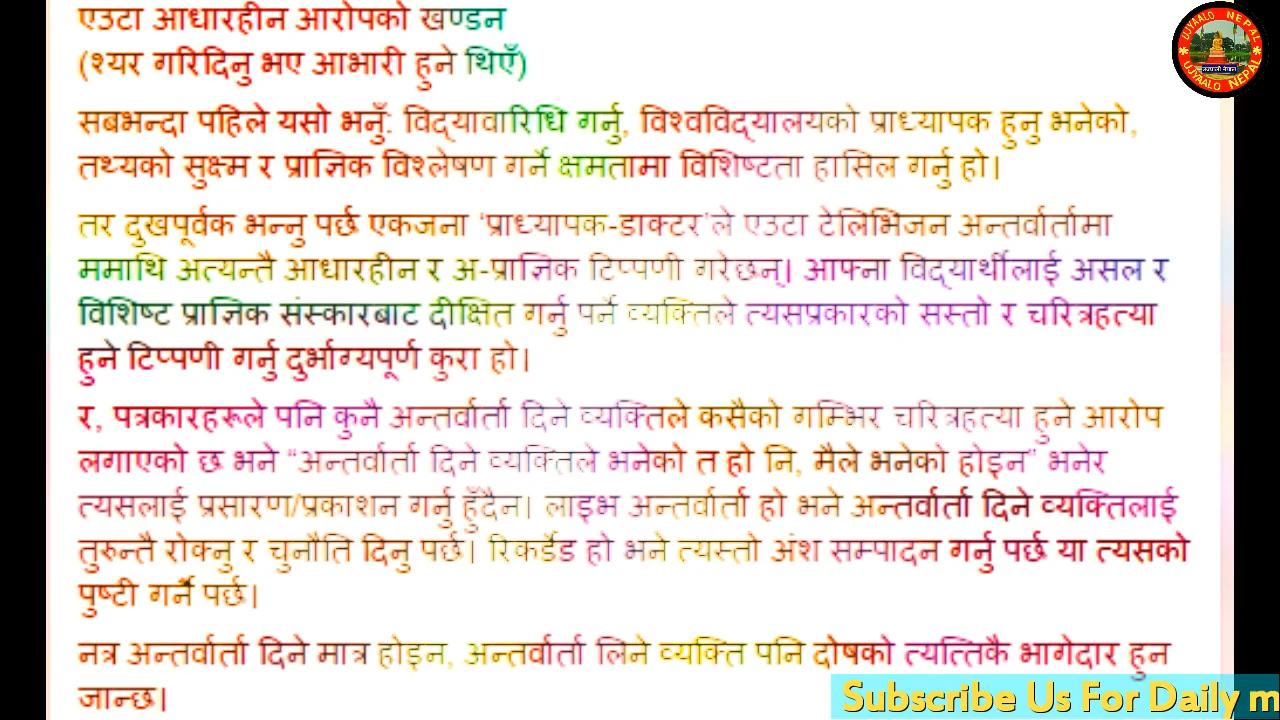 एउटा आधारहीन आरोपको खण्डन
(श्यर गरिदिनु भए आभारी हुने थिएँ)
सबभन्दा पहिले यसो भनुँ: विद्यावारिधि गर्नु, विश्वविद्यालयको प्राध्यापक हुनु भनेको,
तथ्यको सुक्ष्म र प्राज्ञिक विश्लेषण गर्ने क्षमतामा विशिष्टता हासिल गर्नु हो।
तर दुखपूर्वक भन्नु पर्छ एकजना ‘प्राध्यापक-डाक्टर’ले एउटा टेलिभिजन अन्तर्वार्तामा
ममाथि अत्यन्तै आधारहीन र अ-प्राज्ञिक टिप्पणी गरेछन्। आफ्ना विद्यार्थीलाई असल र
विशिष्ट प्राज्ञिक संस्कारबाट दीक्षित गर्नु पर्ने व्यक्तिले त्यसप्रकारको सस्तो र चरित्रहत्या
हुने टिप्पणी गर्नु दुर्भाग्यपूर्ण कुरा हो।
र, पत्रकारहरूले पनि कुनै अन्तर्वार्ता दिने व्यक्तिले कसैको गम्भिर चरित्रहत्या हुने आरोप
लगाएको छ भने “अन्तर्वार्ता दिने व्यक्तिले भनेको त हो नि, मैले भनेको होइन” भनेर
त्यसलाई प्रसारण/प्रकाशन गर्नु हुँदैन। लाइभ अन्तर्वार्ता हो भने अन्तर्वार्ता दिने व्यक्तिलाई
तुरुन्तै रोक्नु र चुनौति दिनु पर्छ। रिकर्डैड हो भने त्यस्तो अंश सम्पादन गर्नु पर्छ या त्यसको
पुष्टी गर्नै पर्छ।
नत्र अन्तर्वार्ता दिने मात्र होइन, अन्तर्वार्ता लिने व्यक्ति पनि दोषको त्यत्तिकै भागेदार हुन
जान्छ।
UJYAALO NEPAL
UJYAALO NEPAL
Subscribe Us For Daily m